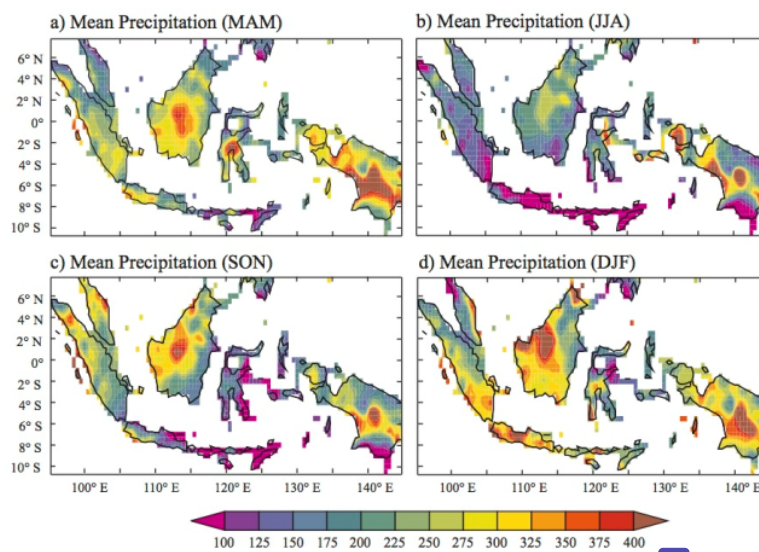 a) Mean Precipitation (MAM)
b) Mean Precipitation (JJA)
6° N
4° N
2° N
0°
2° S
4° S
6° S
8° S
10° S
c) Mean Precipitation (SON)
d) Mean Precipitation (DJF)
6° N
4° N
2° N
0°
2° S
4° S
6° S
8° S
10° S
100° E 110° E 120° E 130° E 140° E 100° E 110° E 120° E 130° E 140° E
100 125 150 175 200 225 250 275 300 325 350 375 400